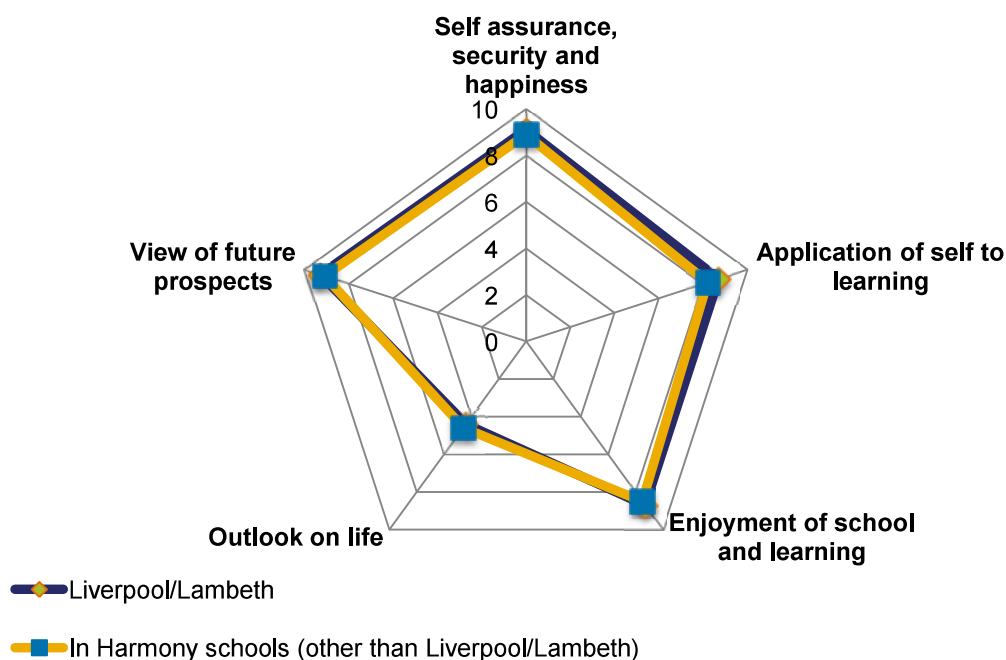 Self assurance,
security and
happiness
10
8
6
4
2
0
Application of self to
learning
View of future
prospects
Outlook on life
Enjoyment of school
and learning
Liverpool/Lambeth
In Harmony schools (other than Liverpool/Lambeth)